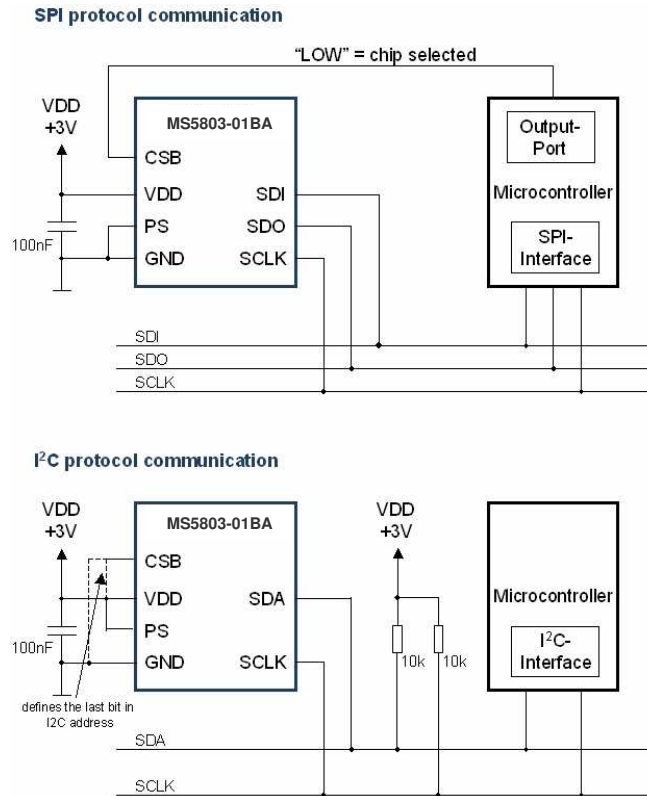 SPI protocol communication
"LOW" = chip selected
VDD
+3V
MS5803-01BA
Output-
Port
CSB
VDD
SDI
Microcontroller
PS
SDO
SPI-
Interface
100nF
GND
SCLK
SDI
SDO
SCLK
I²C protocol communication
VDD
+3V
MS5803-01BA
VDD
+3V
CSB
VDD
SDA
Microcontroller
PS
100nF
I²C-
Interface
GND
SCLK
10k
10k
defines the last bit in
I2C address
SDA
SCLK